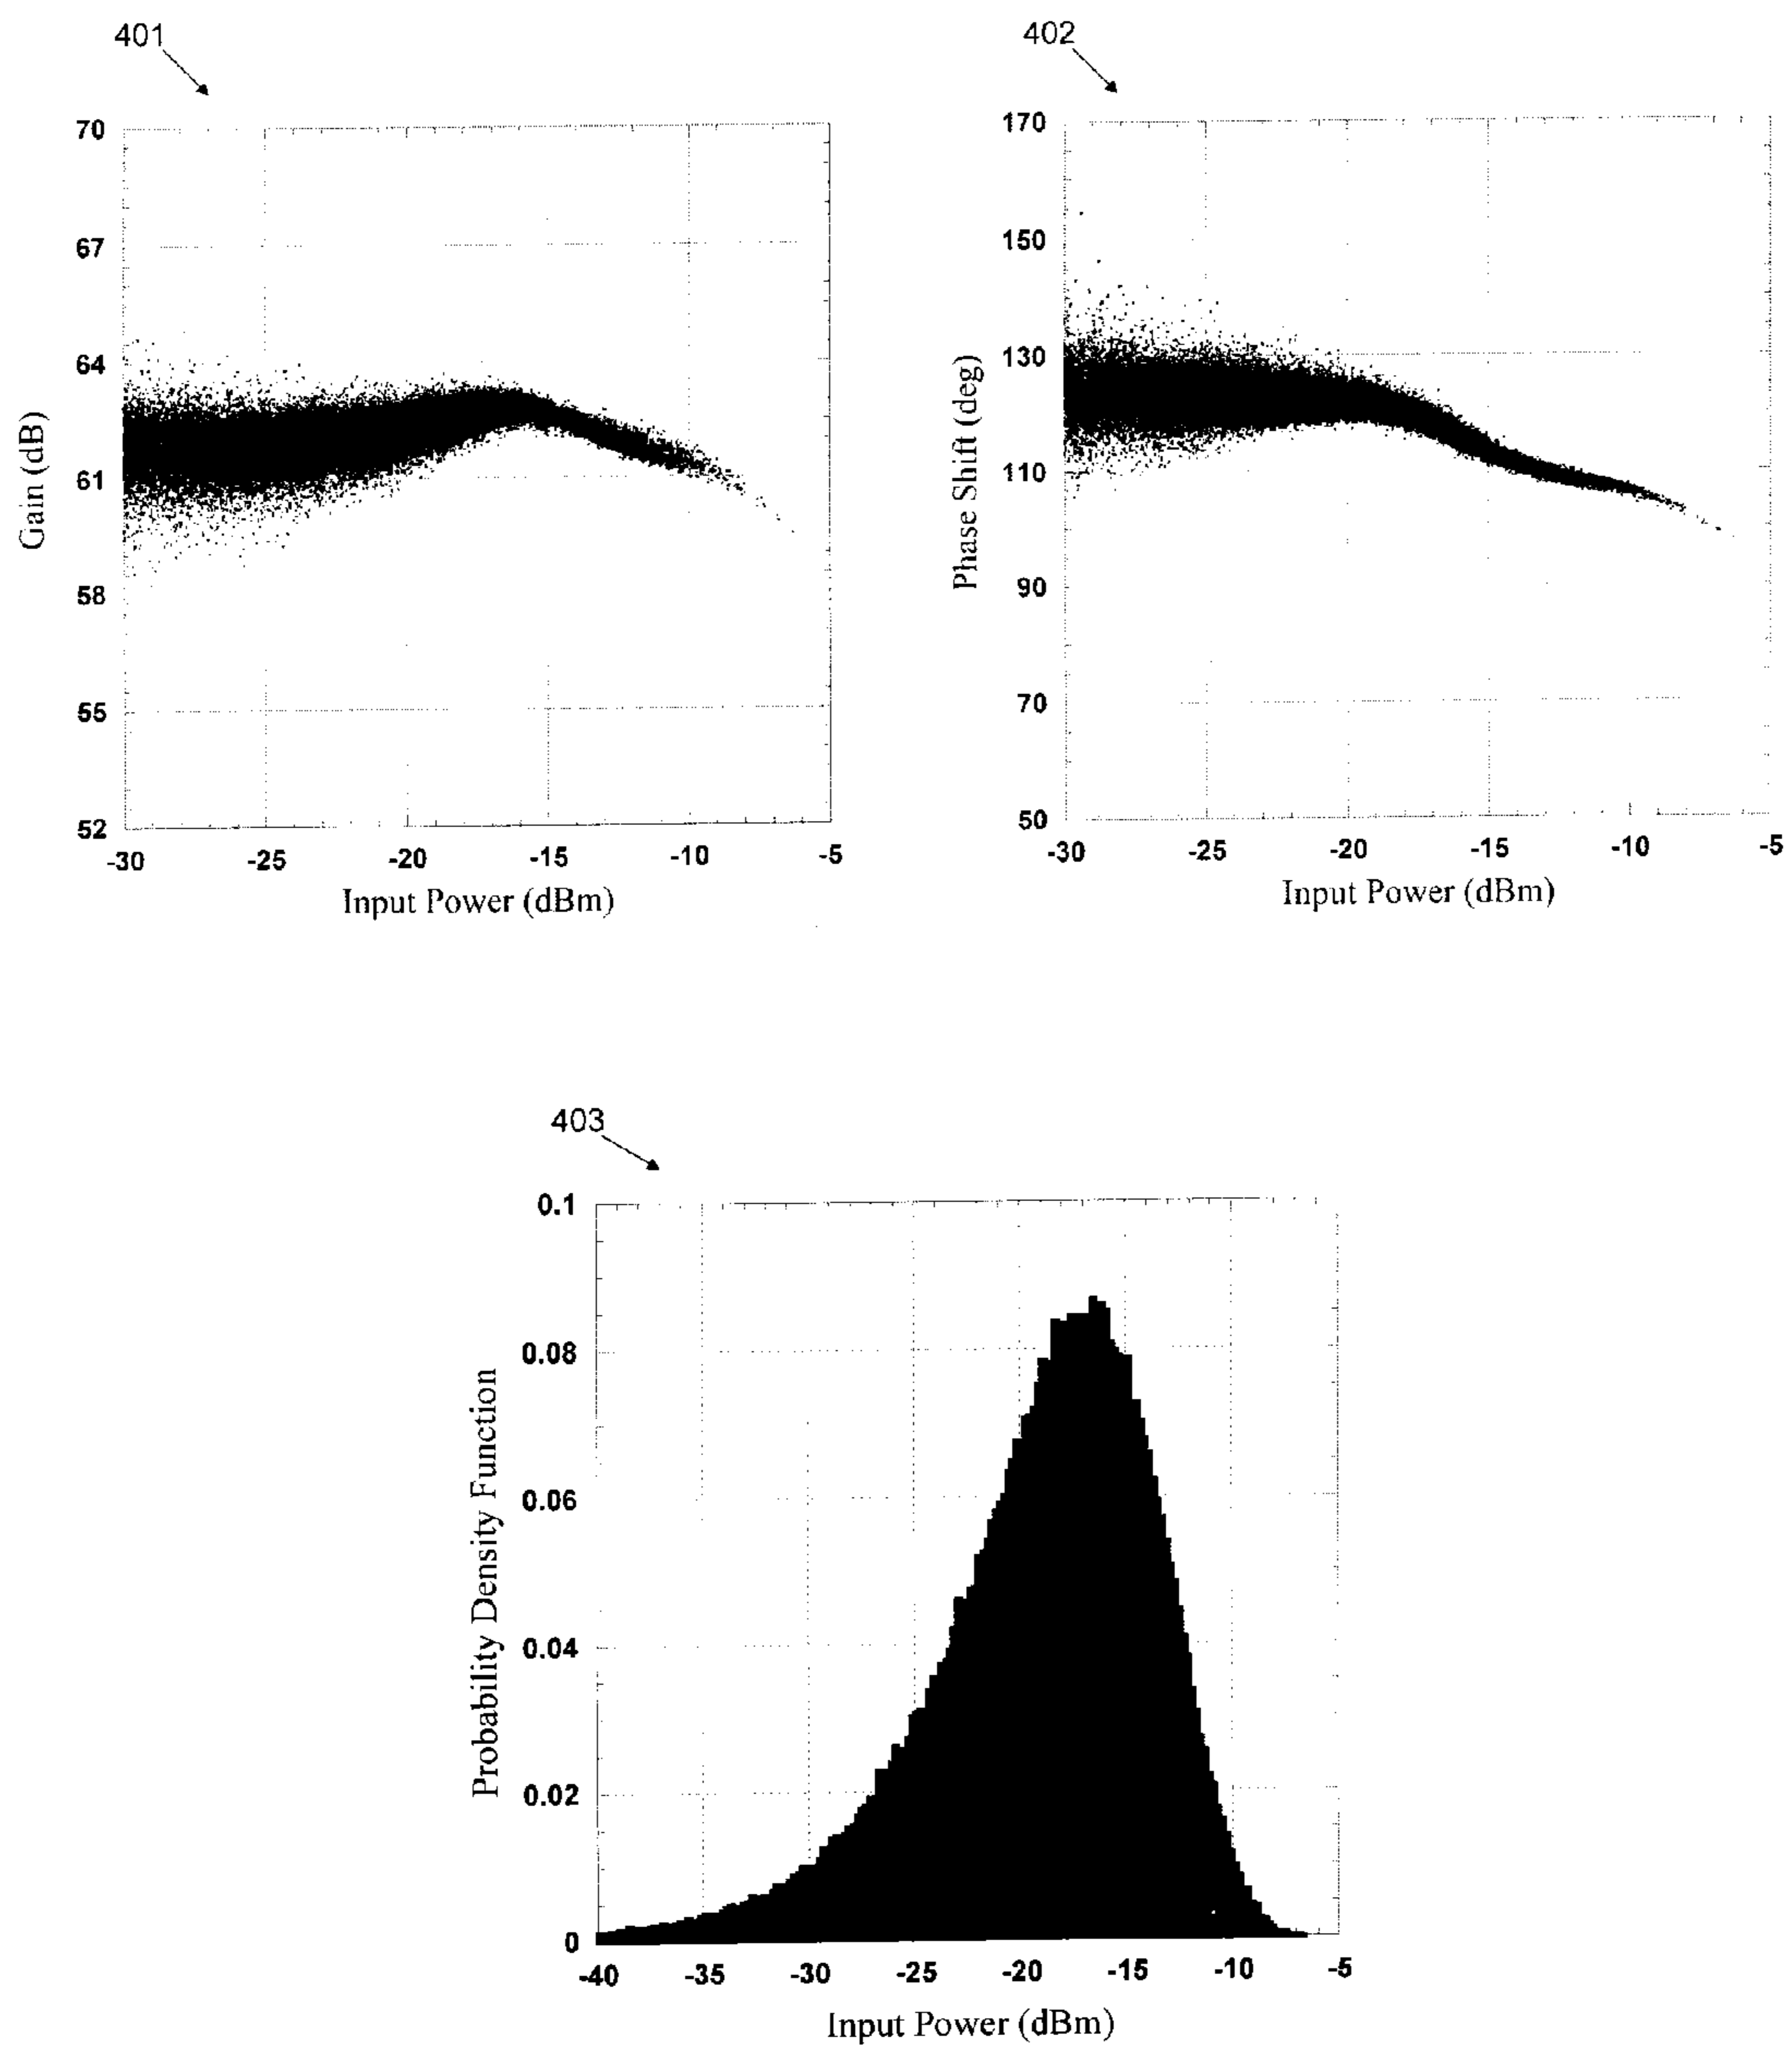 401
70
67
64
61
58
55
52
Gain (dB)
-30 -25 -20 -15 -10 -5
Input Power (dBm)
402
170
150
130
110
90
70
50
Phase Shift (deg)
-30 -25 -20 -15 -10 -5
Input Power (dBm)
403
0.1
0.08
0.06
0.04
0.02
0
Probability Density Function
-40 -35 -30 -25 -20 -15 -10 -5
Input Power (dBm)